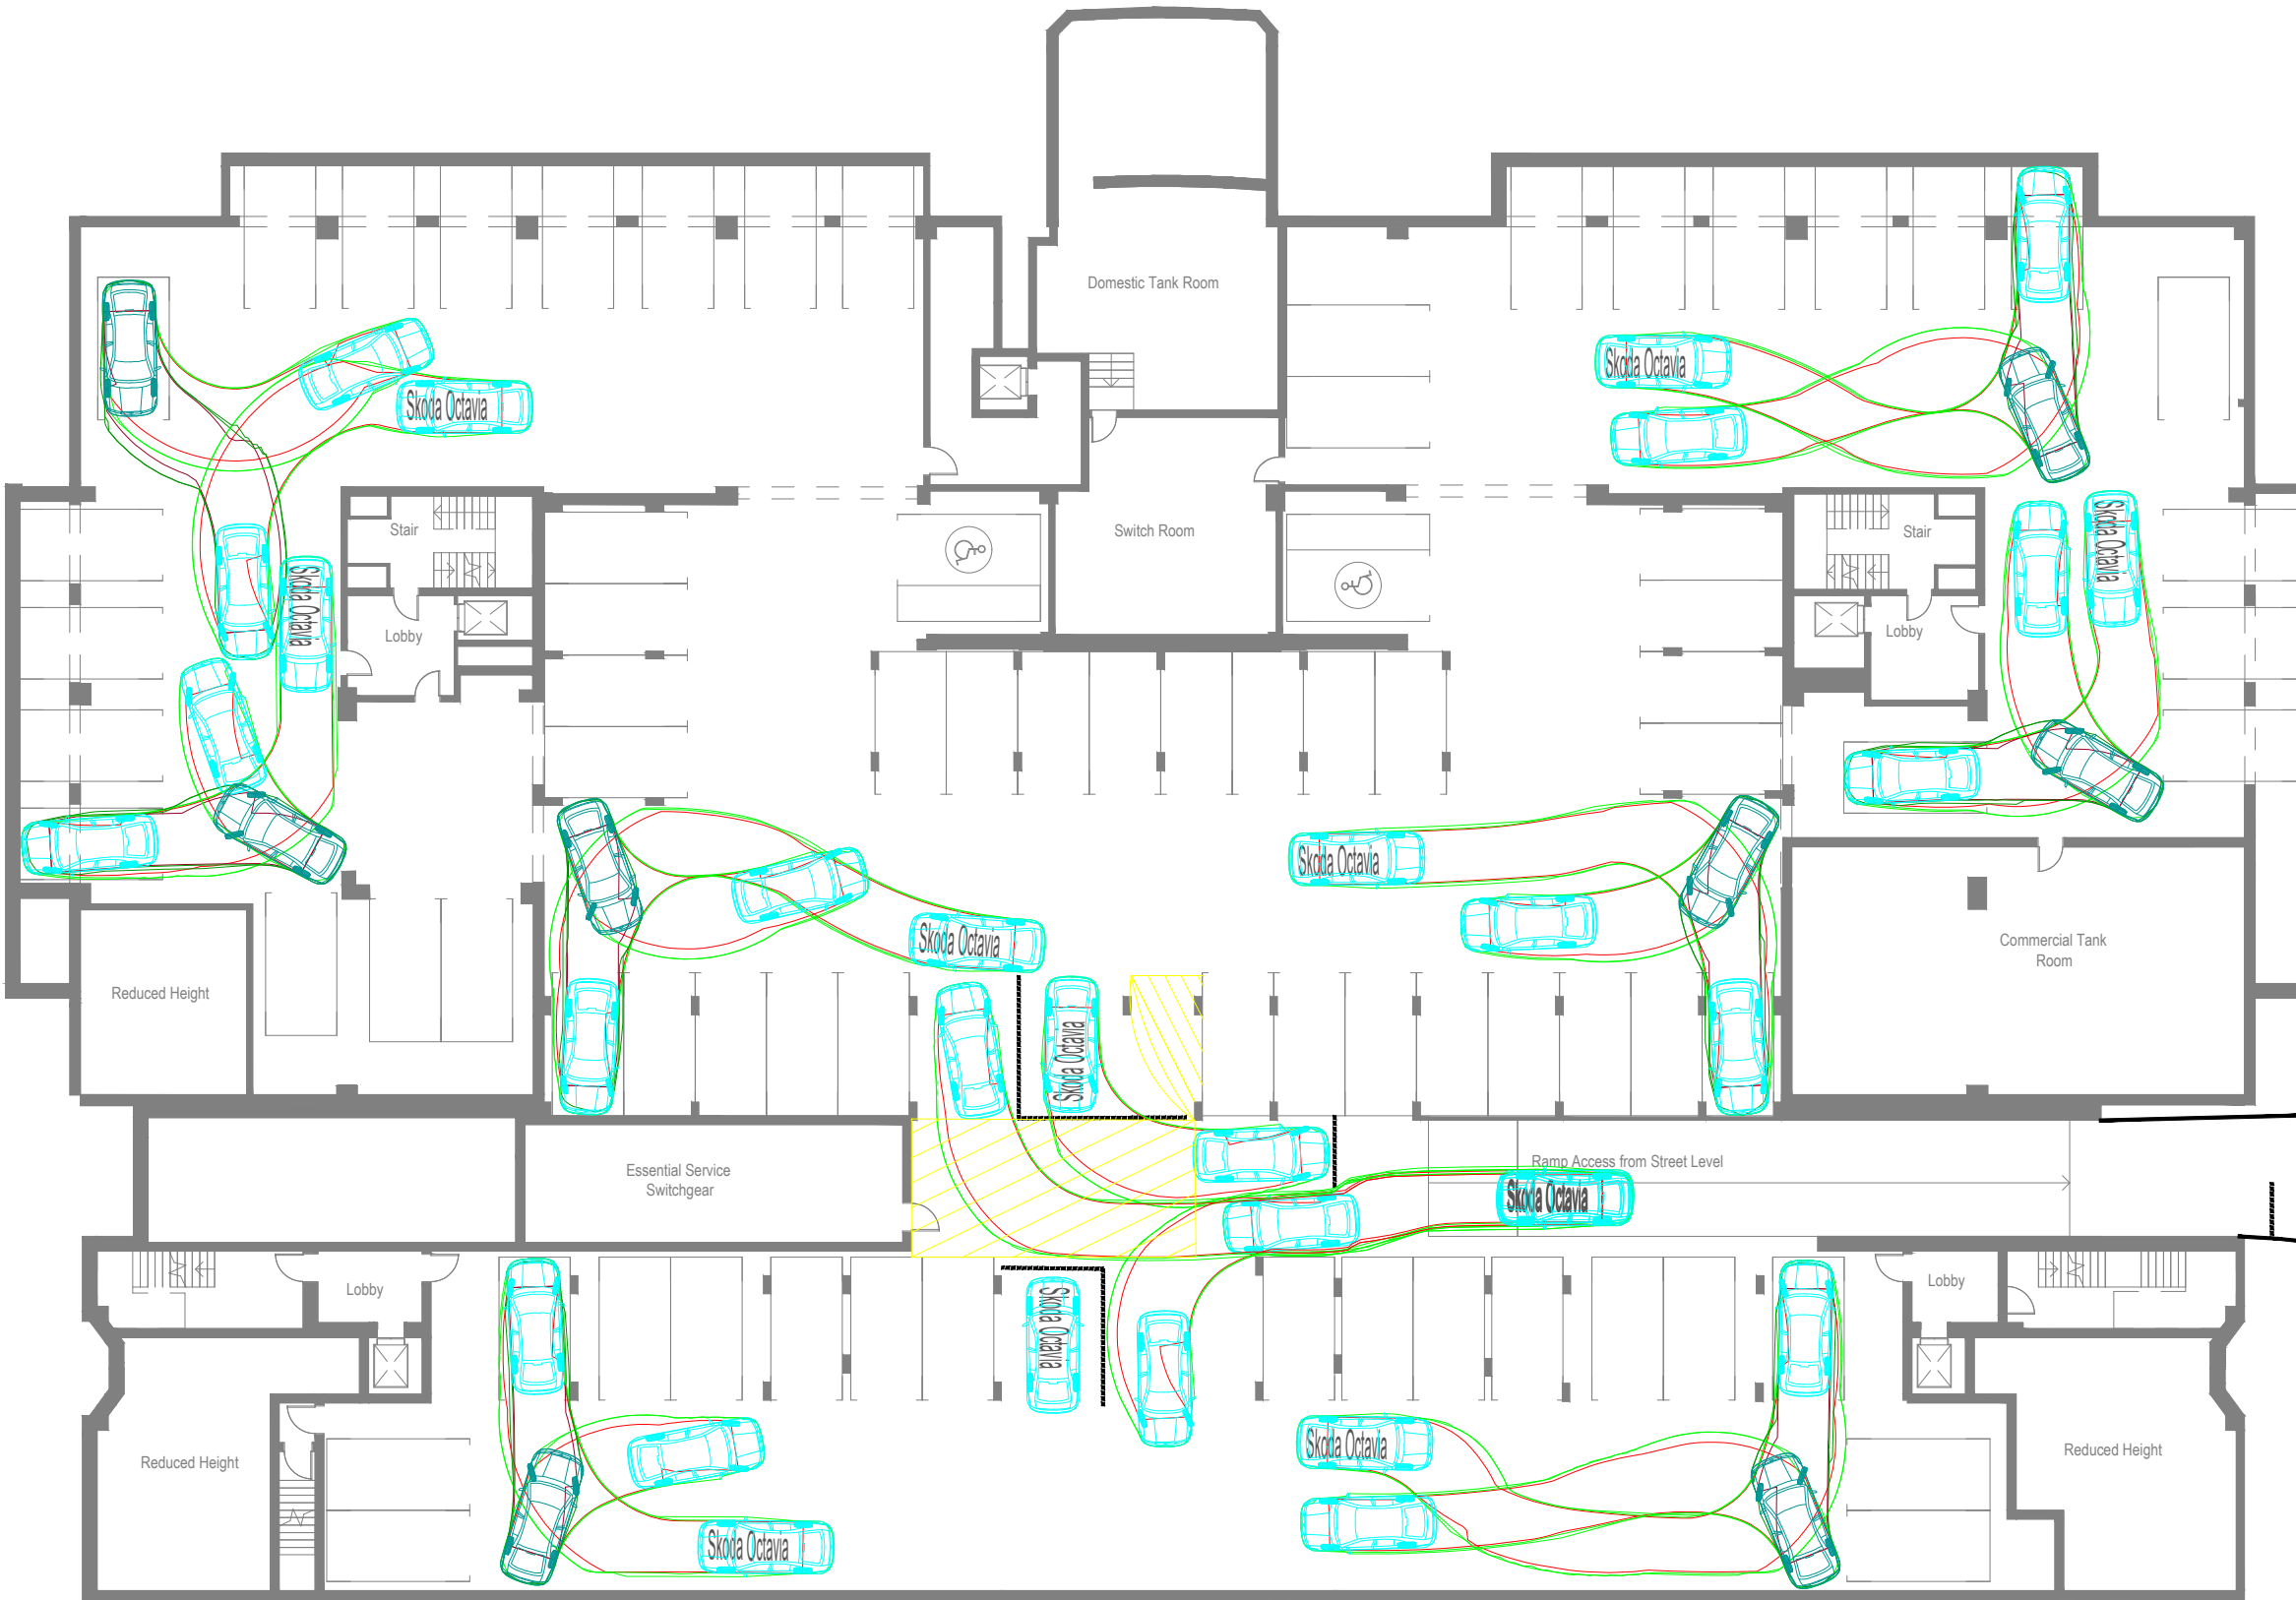 Domestic Tank Room
Skoda Octavia
Skoda Octavia
Skoda Octavia
Stair
Switch Room
Stair
Skoda Octavia
Lobby
Lobby
Skoda Octavia
Skoda Octavia
Commercial Tank
Room
Reduced Height
Skoda Octavia
Essential Service
Switchgear
Ramp Access from Street Level
Skoda Octavia
Lobby
Lobby
Skoda Octavia
Reduced Height
Skoda Octavia
Reduced Height
Skoda Octavia